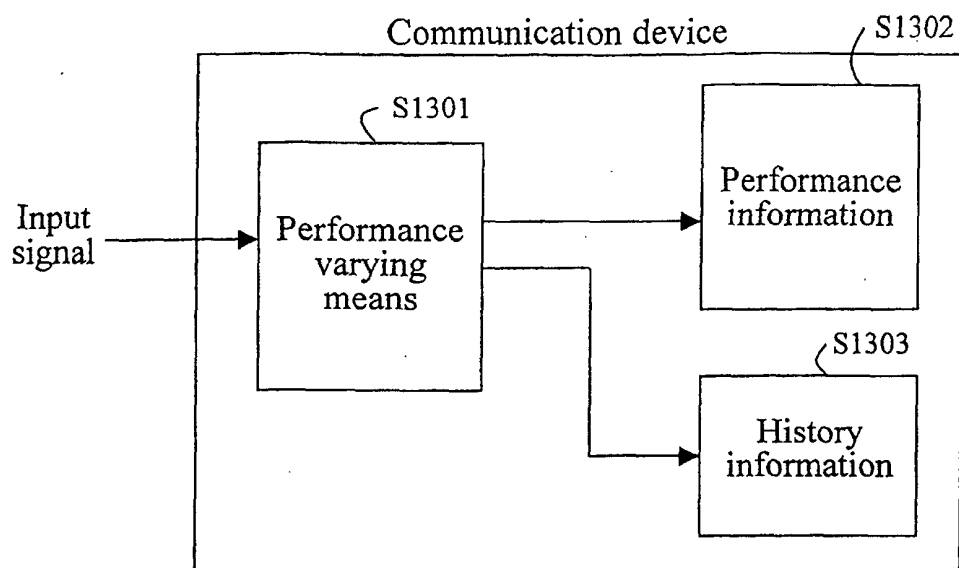 Communication device
S1302
S1301
Performance
information
Input
signal
Performance
varying
means
S1303
History
information